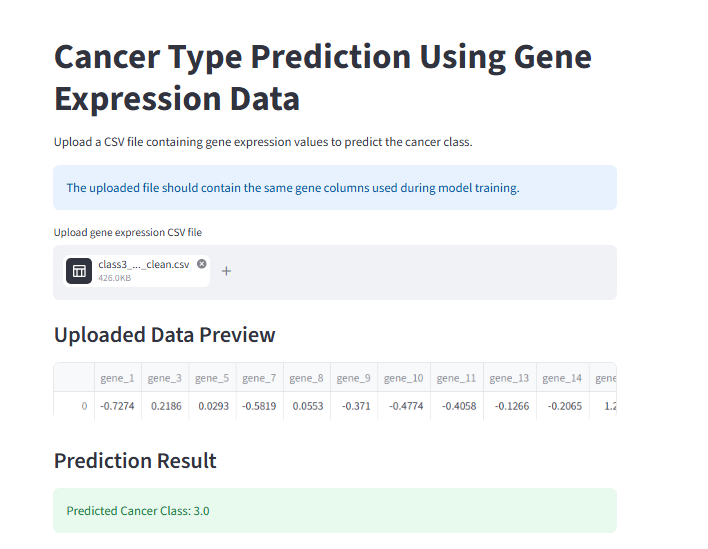 Cancer Type Prediction Using Gene
Expression Data
Upload a CSV file containing gene expression values to predict the cancer class.
The uploaded file should contain the same gene columns used during model training.
Upload gene expression CSV file
class3_..._clean.csv
426.0KB
Uploaded Data Preview
gene_1 gene_3 gene_5 gene_7 gene_8 gene_9 gene_10 gene_11 gene_13 gene_14 gene
0 -0.7274 0.2186 0.0293 -0.5819 0.0553 -0.371 -0.4774 -0.4058 -0.1266 -0.2065 1.2
Prediction Result
Predicted Cancer Class: 3.0